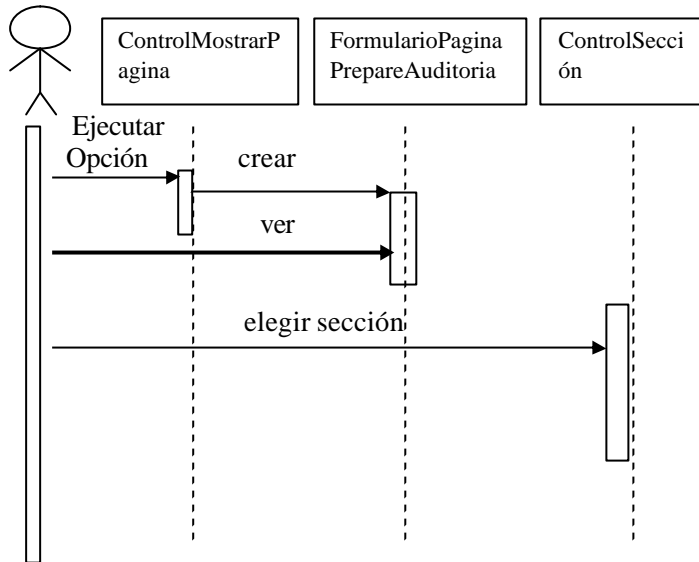 ControlMostrarP
agina
FormularioPagina
PrepareAuditoria
ControlSecci
ón
Ejecutar
Opción
crear
ver
elegir sección